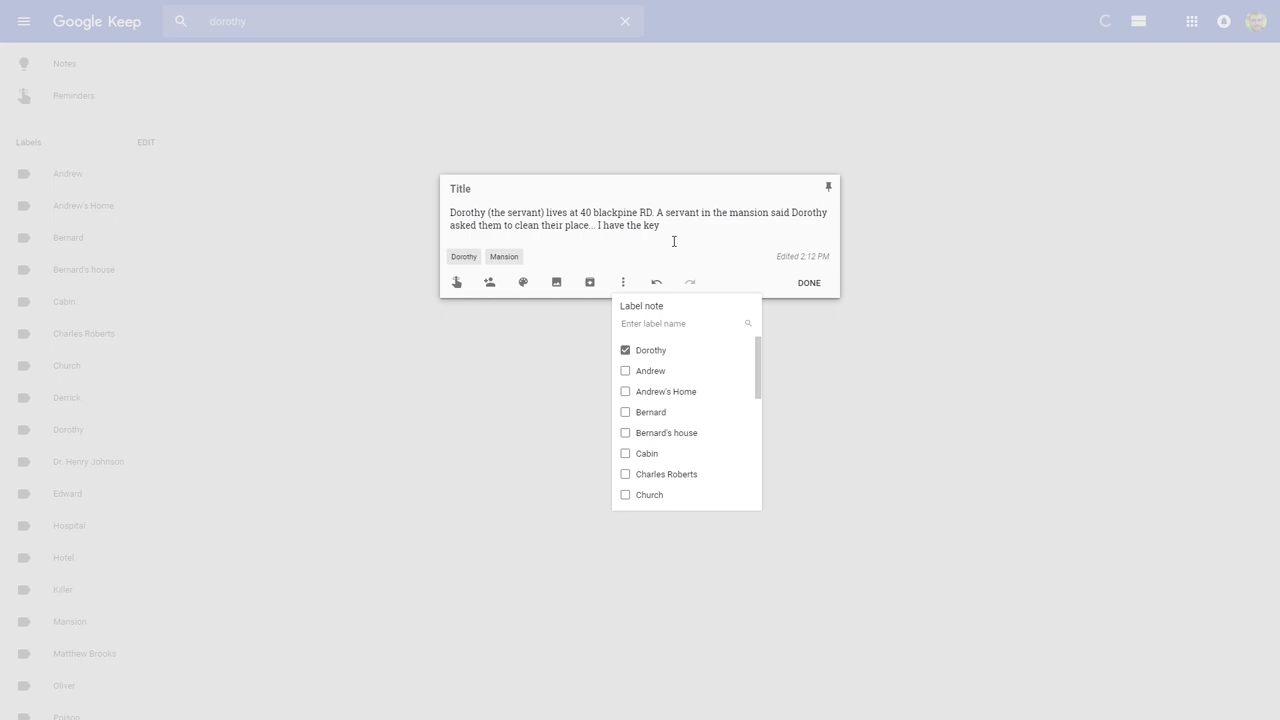 Google Keep
dorothy
Notes
Reminders
Labels
EDIT
Andrew
Andrew's Home
Bernard
Bernard's house
Cabin
Charles Roberts
Church
Derrick
Dorothy
Dr. Henry Johnson
Edward
Hospital
Hotel
Killer
Mansion
Matthew Brooks
Oliver
Poison
Title
Dorothy (the servant) lives at 40 blackpine RD. A servant in the mansion said Dorothy
asked them to clean their place... I have the key
Dorothy
Mansion
Edited 2:12 PM
DONE
Label note
Enter label name
Dorothy
Andrew
Andrew's Home
Bernard
Bernard's house
Cabin
Charles Roberts
Church